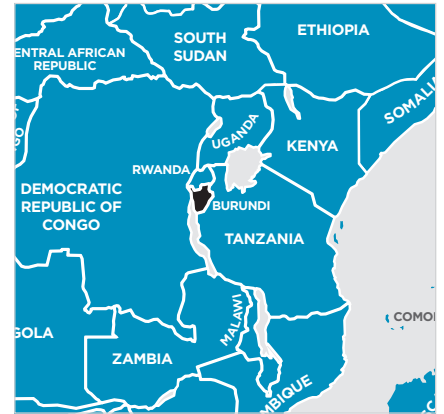 ETHIOPIA
SOUTH
SUDAN
ENTRAL AFRICAN
REPUBLIC
SOMALI
UGANDA
KENYA
RWANDA
DEMOCRATIC
REPUBLIC OF
CONGO
BURUNDI
TANZANIA
MALAWI
COMO
GOLA
ZAMBIA
MBIQUE